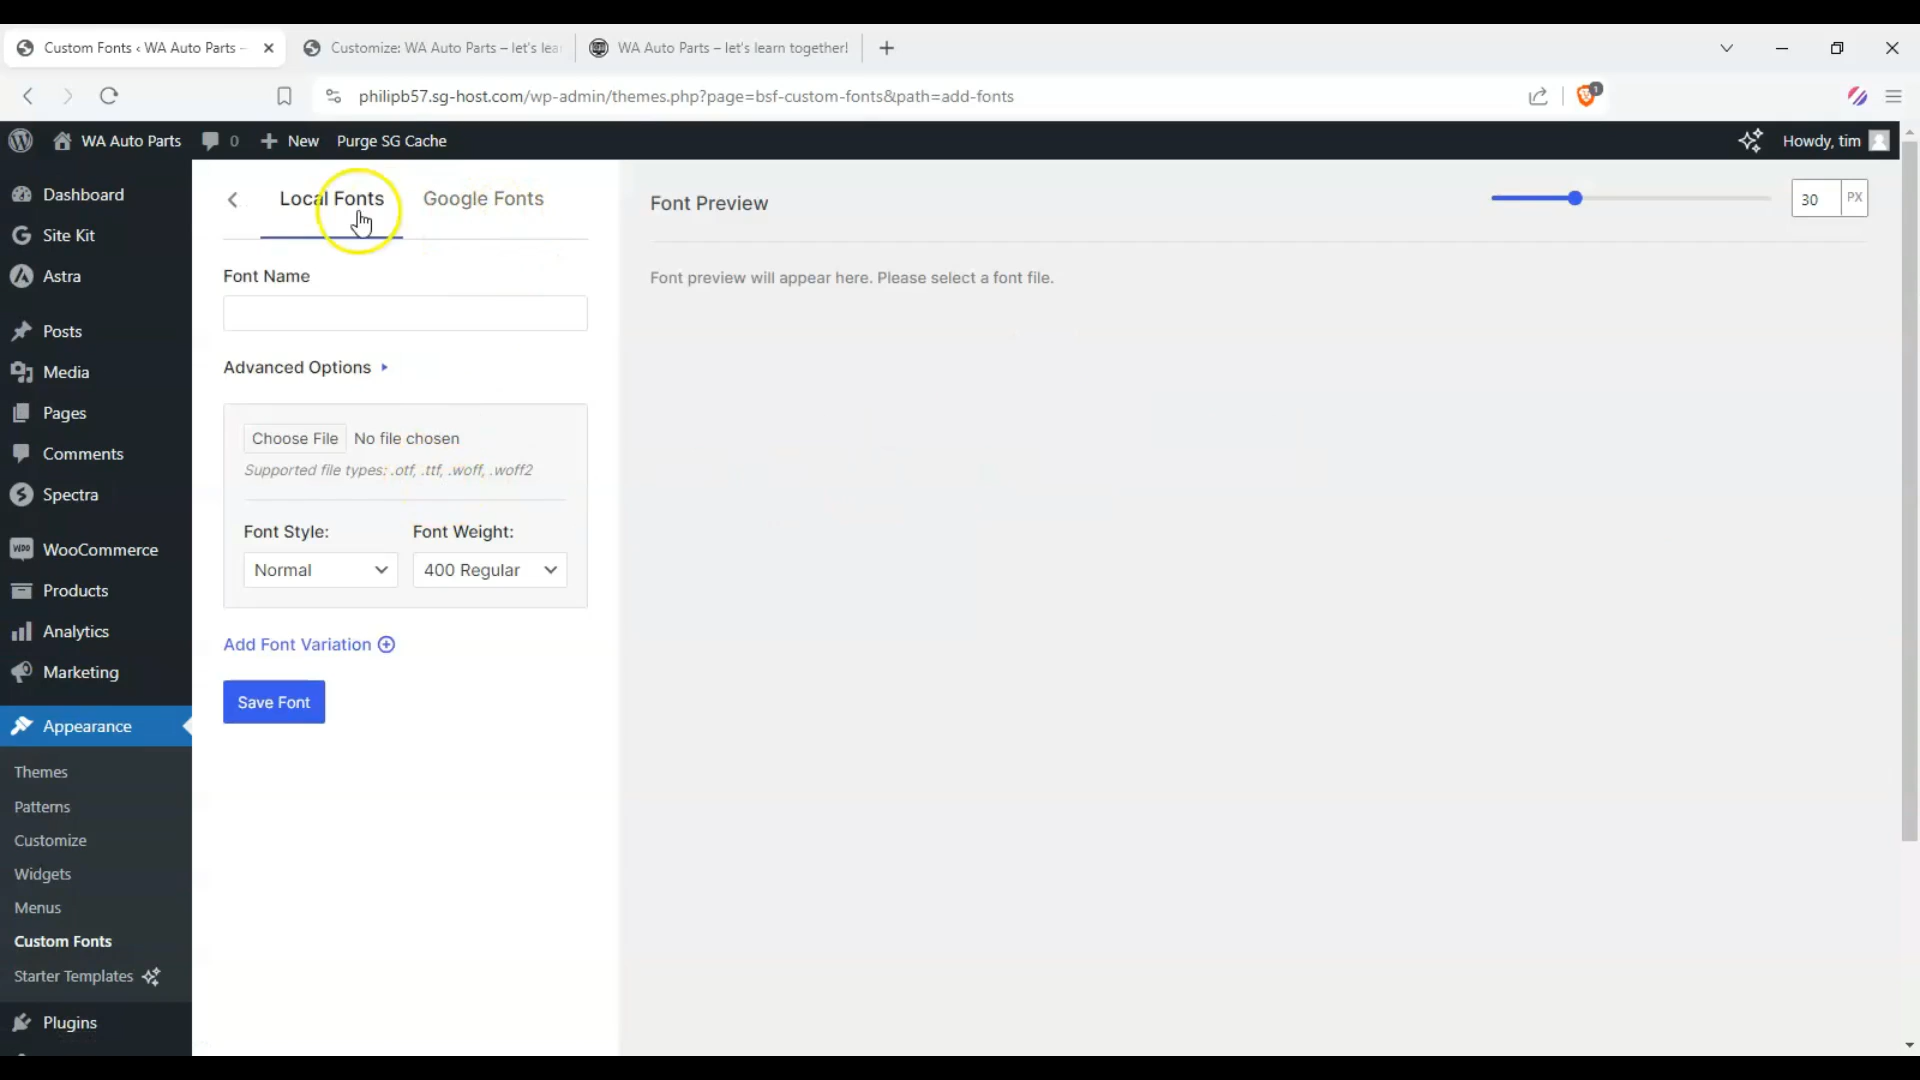 Custom Fonts ‹ WA Auto Parts –
Customize: WA Auto Parts – let's lea
WA Auto Parts – let's learn together!
philipb57.sg-host.com/wp-admin/themes.php?page=bsf-custom-fonts&path=add-fonts
1
WA Auto Parts
0
New
Purge SG Cache
Howdy, tim
Dashboard
Site Kit
Astra
Posts
Media
Pages
Comments
Spectra
WooCommerce
Products
Analytics
Marketing
Appearance
Themes
Patterns
Customize
Widgets
Menus
Custom Fonts
Starter Templates
Plugins
Local Fonts
Google Fonts
Font Name
Advanced Options
Choose File No file chosen
Supported file types: .otf, .ttf, .woff, .woff2
Font Style: Font Weight:
Normal 400 Regular
Add Font Variation
Save Font
Font Preview
30 PX
Font preview will appear here. Please select a font file.